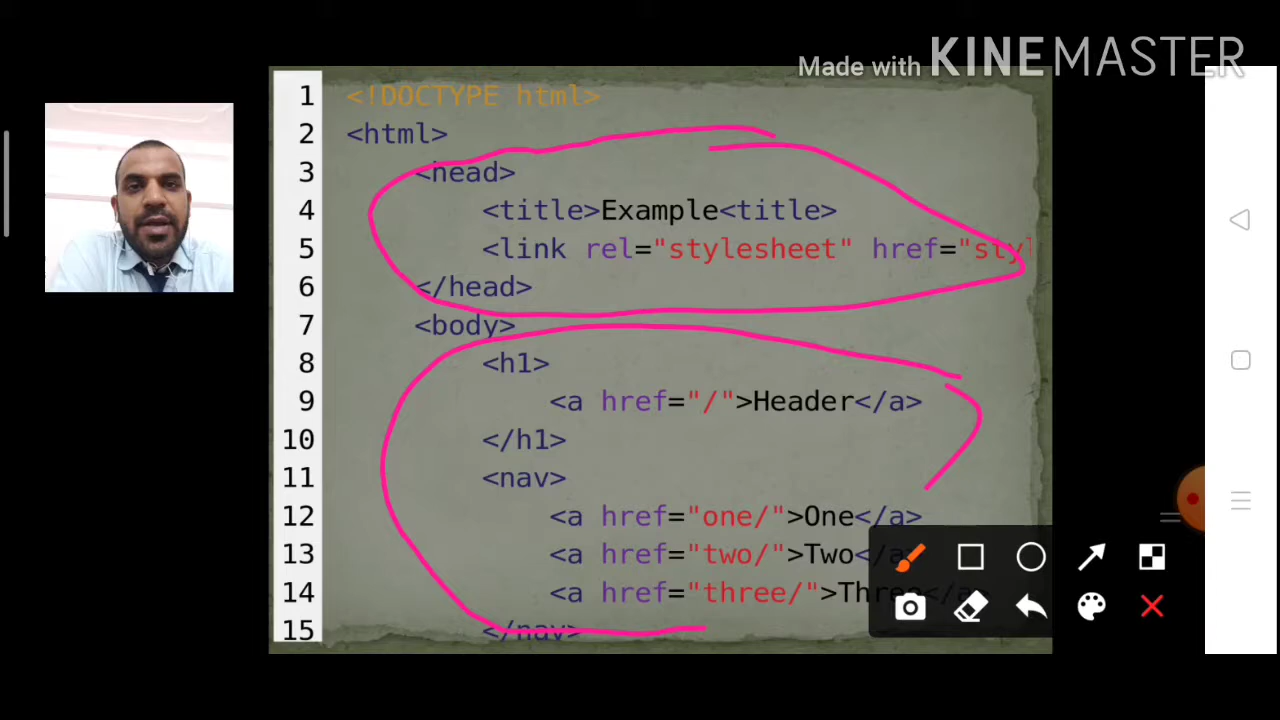 Made with KINEMASTER
1 <!DOCTYPE html>
2 <html>
3 <head>
4 <title>Example<title>
5 <link rel="stylesheet" href="styl
6 </head>
7 <body>
8 <h1>
9 <a href="/">Header</a>
10 </h1>
11 <nav>
12 <a href="one/">One</a>
13 <a href="two/">Two</a>
14 <a href="three/">Three</a
15 </nav>